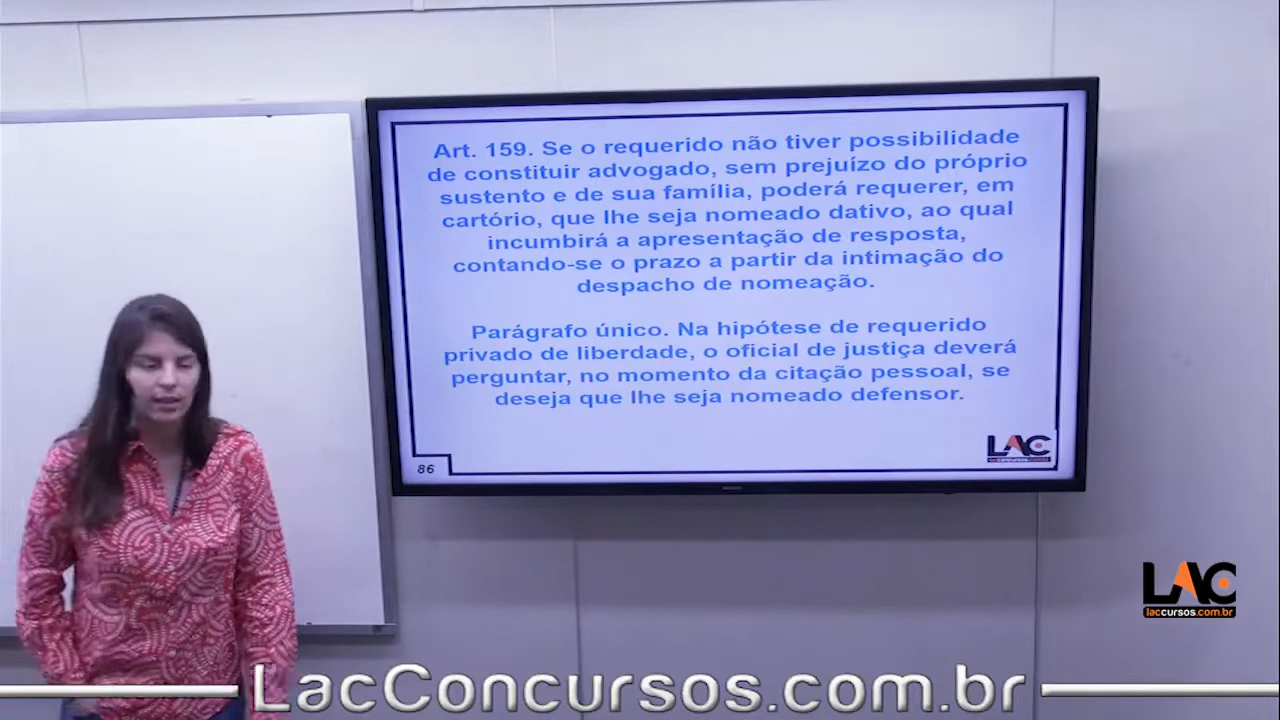 Art. 159. Se o requerido não tiver possibilidade
de constituir advogado, sem prejuízo do próprio
sustento e de sua família, poderá requerer, em
cartório, que lhe seja nomeado dativo, ao qual
incumbirá a apresentação de resposta,
contando-se o prazo a partir da intimação do
despacho de nomeação.
Parágrafo único. Na hipótese de requerido
privado de liberdade, o oficial de justiça deverá
perguntar, no momento da citação pessoal, se
deseja que lhe seja nomeado defensor.
86
LAC
LAC
laccursos.com.br
LacConcursos.com.br